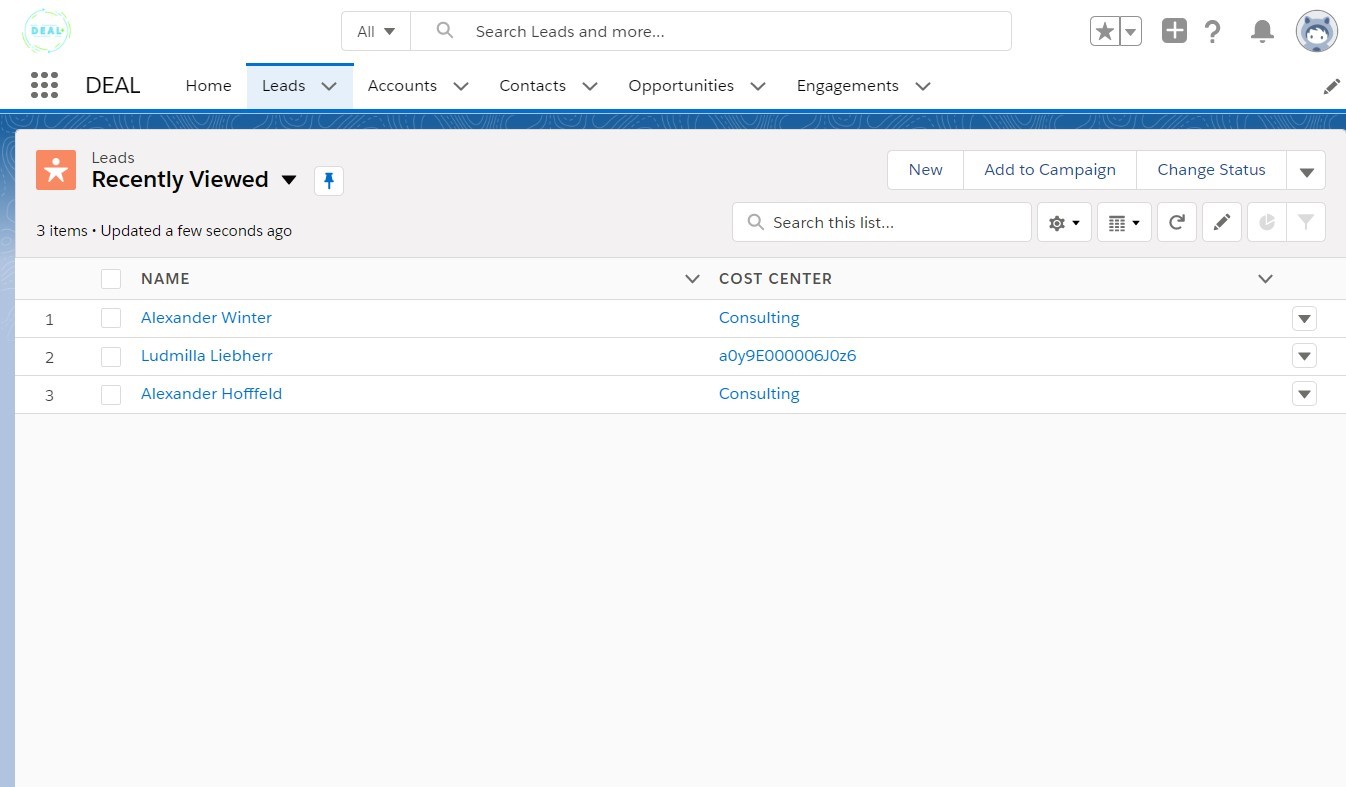 DEAL
All
Search Leads and more...
DEAL
Home
Leads
Accounts
Contacts
Opportunities
Engagements
Leads
Recently Viewed
New
Add to Campaign
Change Status
3 items • Updated a few seconds ago
Search this list...
NAME
COST CENTER
1 Alexander Winter Consulting
2 Ludmilla Liebherr a0y9E000006J0z6
3 Alexander Hofffeld Consulting